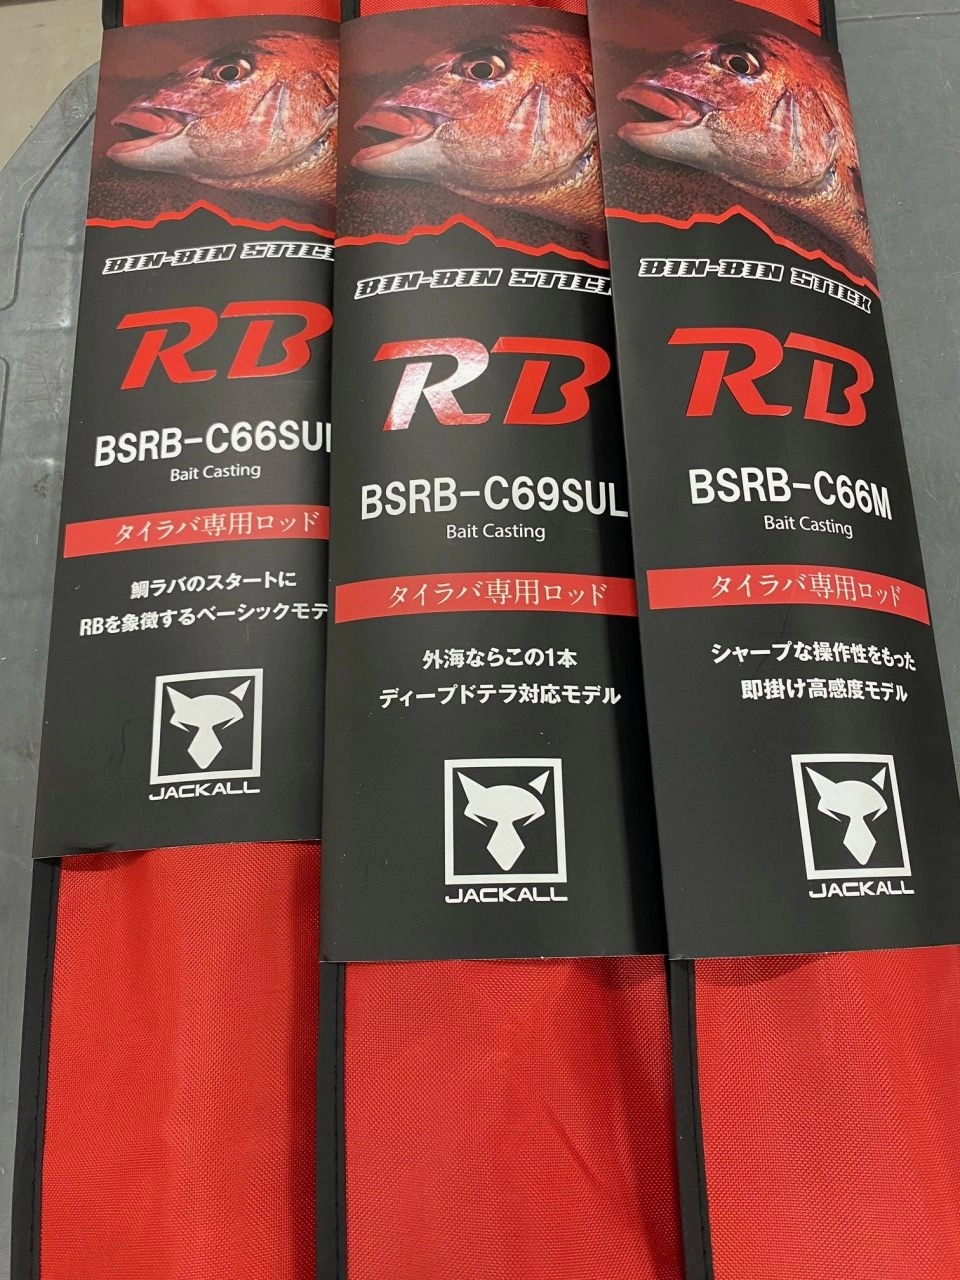 BIN-BIN STICK
RB
BSRB-C66SUL
Bait Casting
タイラバ専用ロッド
鯛ラバのスタートに
RBを象徴するベーシックモデ
JACKALL
BIN-BIN STICK
RB
BSRB-C69SUL
Bait Casting
タイラバ専用ロッド
外海ならこの1本
ディープドテラ対応モデル
JACKALL
BIN-BIN STICK
RB
BSRB-C66M
Bait Casting
タイラバ専用ロッド
シャープな操作性をもった
即掛け高感度モデル
JACKALL